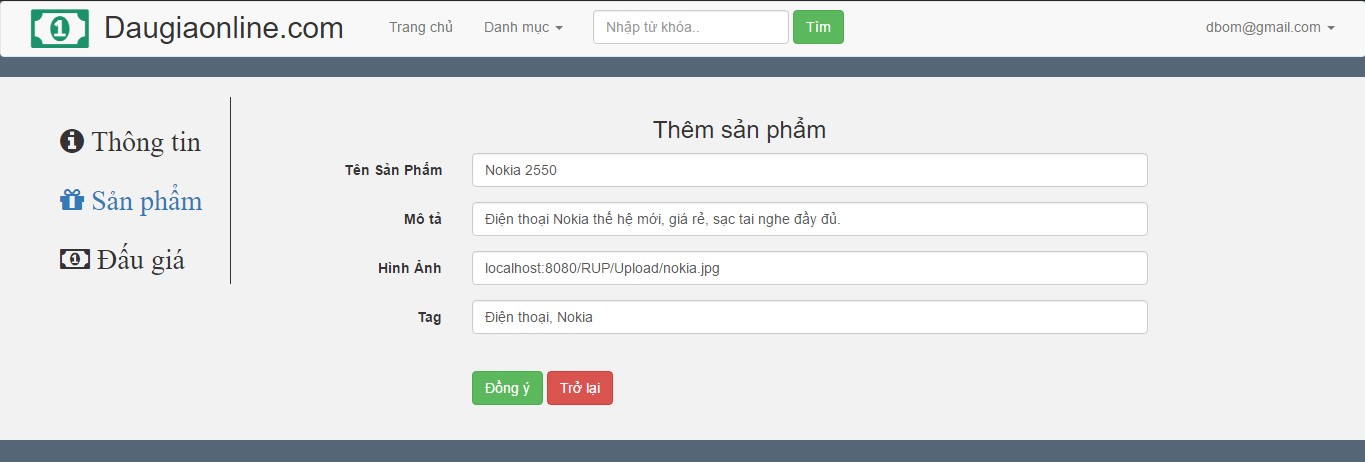 Daugiaonline.com Trang chủ Danh mục Nhập từ khóa.. Tìm dbom@gmail.com
Thông tin
Sản phẩm
Đấu giá
Thêm sản phẩm
Tên Sản Phẩm Nokia 2550
Mô tả Điện thoại Nokia thế hệ mới, giá rẻ, sạc tai nghe đầy đủ.
Hình Ảnh localhost:8080/RUP/Upload/nokia.jpg
Tag Điện thoại, Nokia
Đồng ý Trở lại